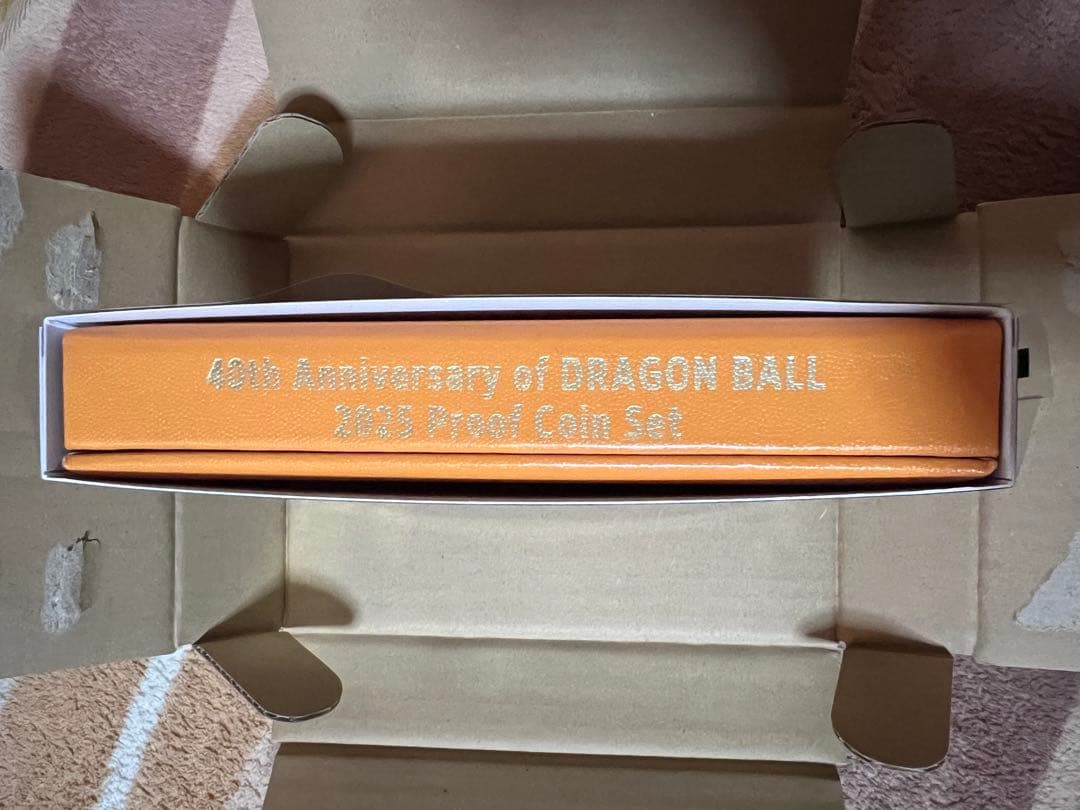 40th Anniversary of DRAGON BALL
2025 Proof Coin Set